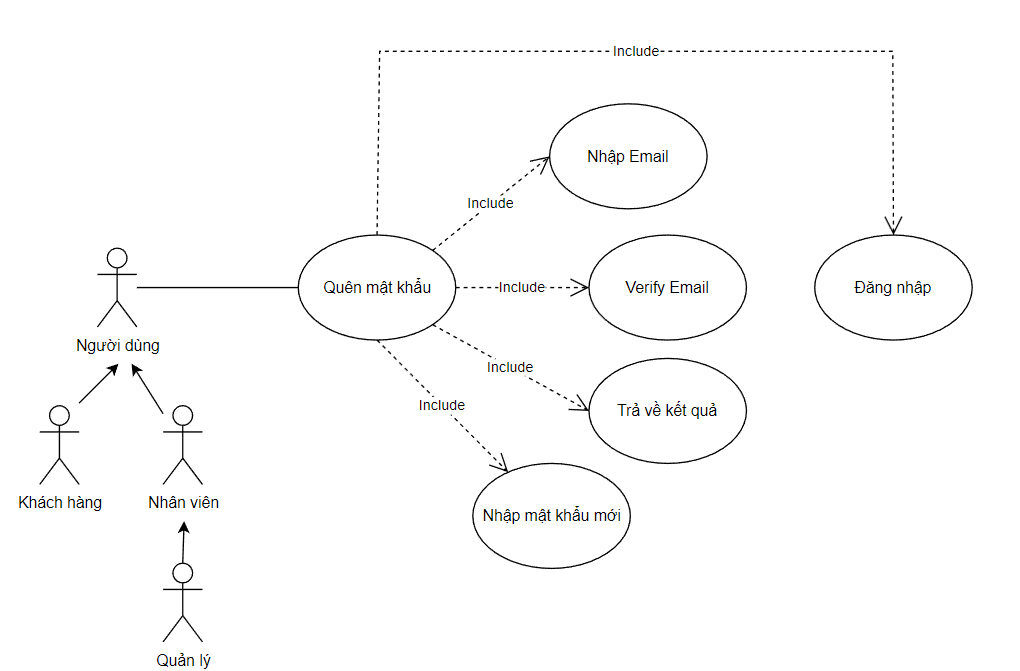 Include
Nhập Email
Include
Quên mật khẩu
Include
Verify Email
Đăng nhập
Người dùng
Include
Include
Trả về kết quả
Khách hàng
Nhân viên
Nhập mật khẩu mới
Quản lý